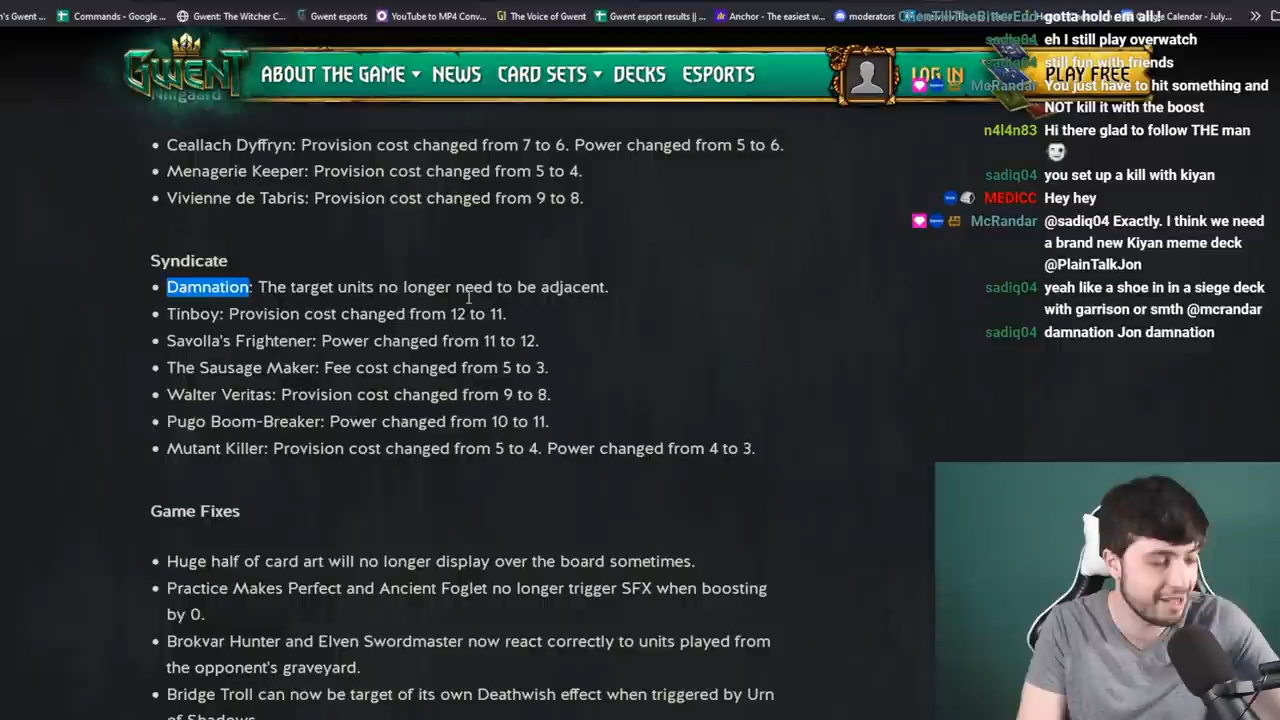 Gwent esports
YouTube to MP4 Conv...
The Voice of Gwent
Gwent esport results || ...
Anchor - The easiest w...
moderators
Commands - Google ...
Gwent: The Witcher C...
GWENT
Nilfgaard
ABOUT THE GAME
NEWS
CARD SETS
DECKS
ESPORTS
LOG IN
PLAY FREE
• Ceallach Dyffryn: Provision cost changed from 7 to 6. Power changed from 5 to 6.
• Menagerie Keeper: Provision cost changed from 5 to 4.
• Vivienne de Tabris: Provision cost changed from 9 to 8.
Syndicate
• Damnation: The target units no longer need to be adjacent.
• Tinboy: Provision cost changed from 12 to 11.
• Savolla's Frightener: Power changed from 11 to 12.
• The Sausage Maker: Fee cost changed from 5 to 3.
• Walter Veritas: Provision cost changed from 9 to 8.
• Pugo Boom-Breaker: Power changed from 10 to 11.
• Mutant Killer: Provision cost changed from 5 to 4. Power changed from 4 to 3.
Game Fixes
• Huge half of card art will no longer display over the board sometimes.
• Practice Makes Perfect and Ancient Foglet no longer trigger SFX when boosting
by 0.
• Brokvar Hunter and Elven Swordmaster now react correctly to units played from
the opponent's graveyard.
• Bridge Troll can now be target of its own Deathwish effect when triggered by Urn
of Shadows.
gotta hold em all!
sadiq04 eh I still play overwatch
sadiq04 still fun with friends
McRandar You just have to hit something and
NOT kill it with the boost
n4l4n83 Hi there glad to follow THE man
sadiq04 you set up a kill with kiyan
MEDICC Hey hey
McRandar @sadiq04 Exactly. I think we need
a brand new Kiyan meme deck
@PlainTalkJon
sadiq04 yeah like a shoe in in a siege deck
with garrison or smth @mcrandar
sadiq04 damnation Jon damnation